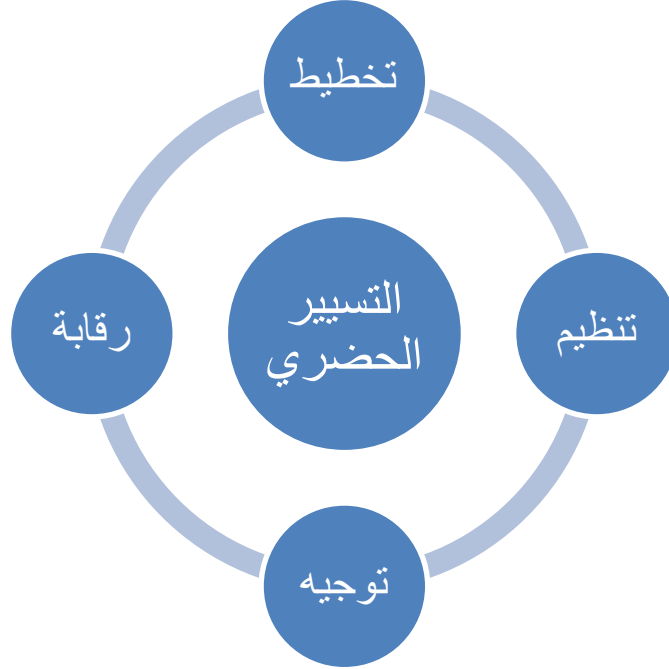 تخطيط
تنظيم
توجيه
رقابة
التسيير
الحضري